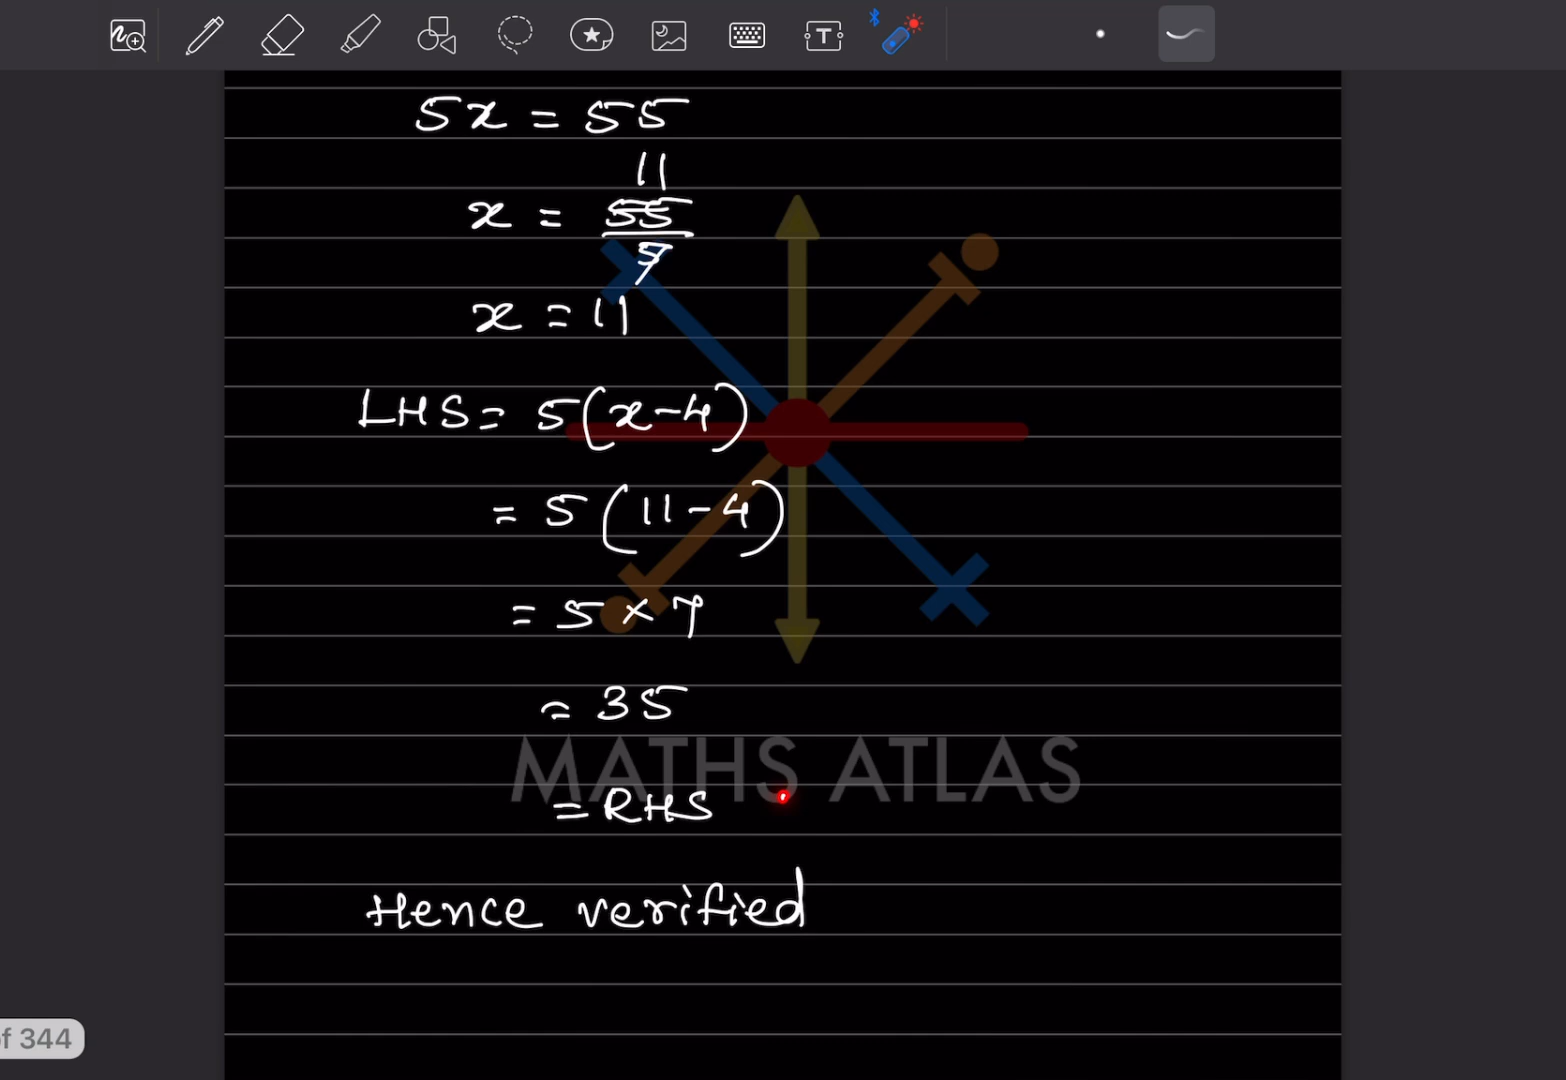 5x = 55
11
x = 55
5
x = 11
LHS = 5(x-4)
= 5(11-4)
= 5×7
= 35
MATHS ATLAS
= RHS
Hence verified
of 344
T